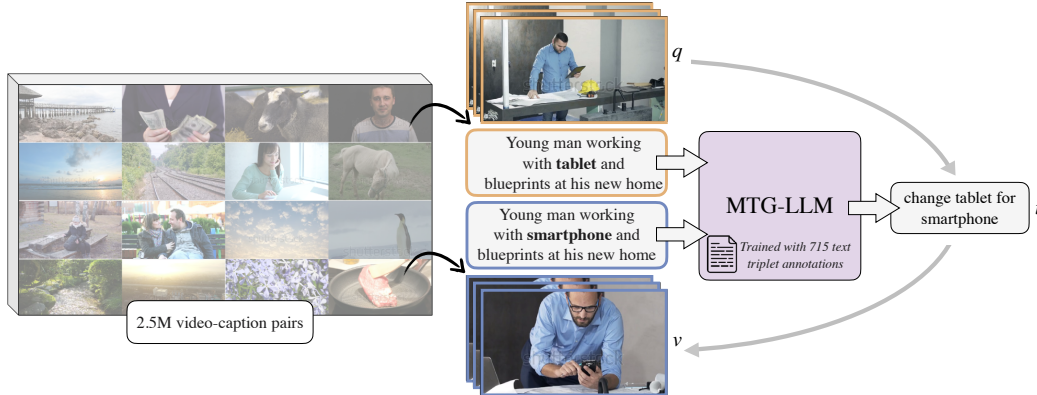 q
Young man working
with tablet and
blueprints at his new home
Young man working
with smartphone and
blueprints at his new home
MTG-LLM
Trained with 715 text
triplet annotations
change tablet for
smartphone
v
2.5M video-caption pairs